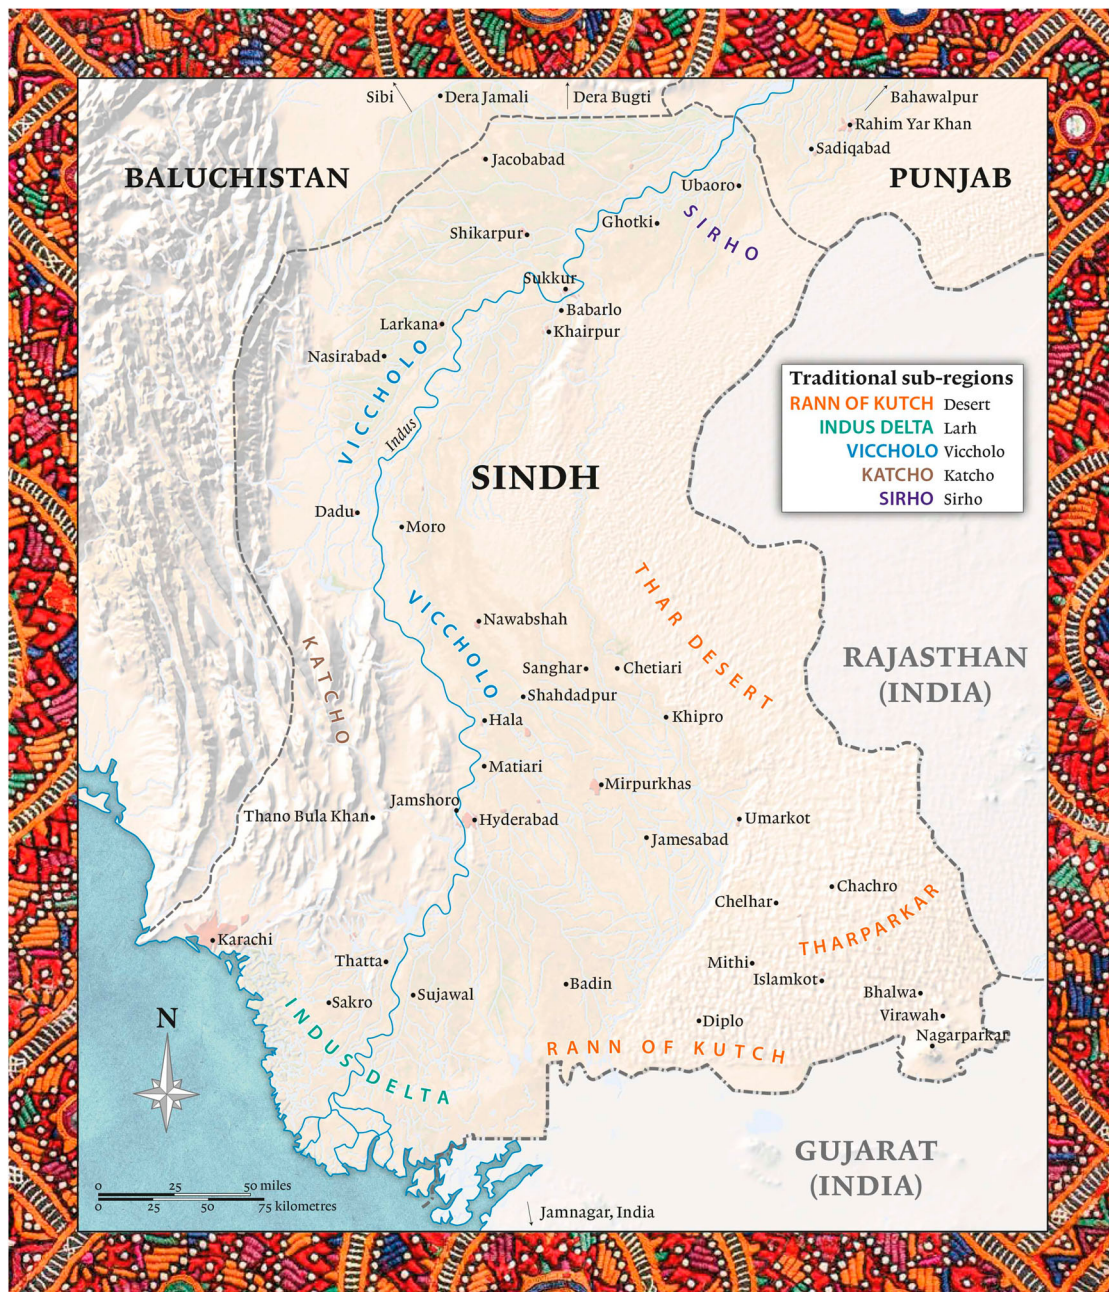 Sibi
Dera Jamali
Dera Bugti
Bahawalpur
Rahim Yar Khan
Sadiqabad
Jacobabad
BALUCHISTAN
PUNJAB
Ubaoro
Ghotki
SIRHO
Shikarpur
Sukkur
Babarlo
Larkana
Khairpur
Nasirabad
VICCHOLO
Indus
Traditional sub-regions
RANN OF KUTCH Desert
INDUS DELTA Larh
VICCHOLO Viccholo
KATCHO Katcho
SIRHO Sirho
SINDH
Dadu
Moro
THAR DESERT
VICCHOLO
Nawabshah
KATCHO
Sanghar
Chetiari
RAJASTHAN
(INDIA)
Shahdadpur
Hala
Khipro
Matiari
Mirpurkhas
Jamshoro
Thano Bula Khan
Hyderabad
Umarkot
Jamesabad
Chachro
Chelhar
THARPARKAR
Karachi
Thatta
Mithi
Islamkot
Badin
Sakro
Sujawal
Bhalwa
Virawah
Diplo
Nagarparkar
INDUS DELTA
RANN OF KUTCH
N
GUJARAT
(INDIA)
0 25 50 miles
0 25 50 75 kilometres
Jamnagar, India